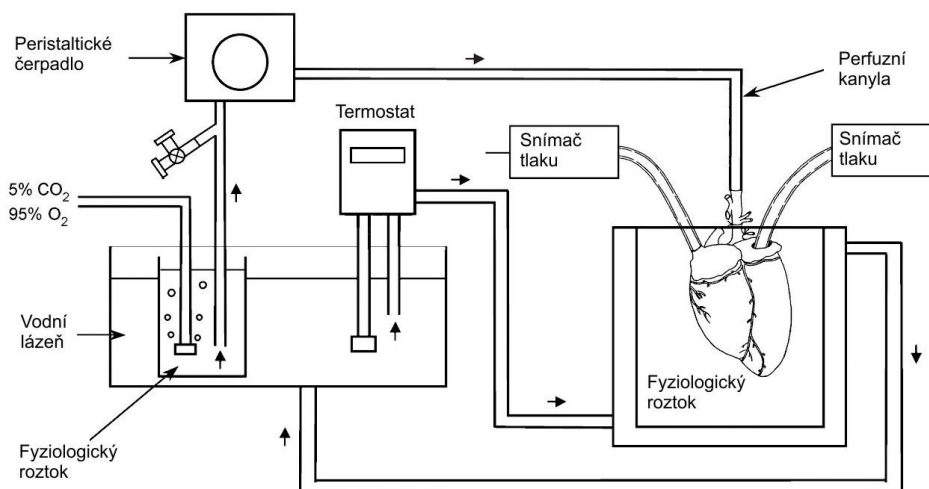 Peristaltické
čerpadlo
Perfuzní
kanyla
Termostat
Snímač
tlaku
Snímač
tlaku
5% CO₂
95% O₂
Vodní
lázeň
Fyziologický
roztok
Fyziologický
roztok